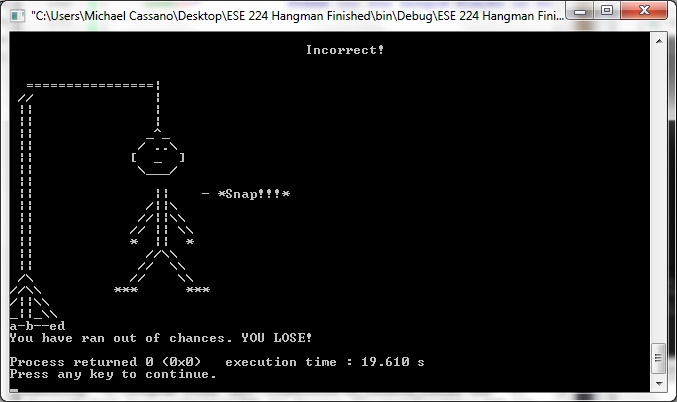 "C:\Users\Michael Cassano\Desktop\ESE 224 Hangman Finished\bin\Debug\ESE 224 Hangman Fini...
Incorrect!
- *Snap!!!*
a-b--ed
You have ran out of chances. YOU LOSE!
Process returned 0 (0x0) execution time : 19.610 s
Press any key to continue.